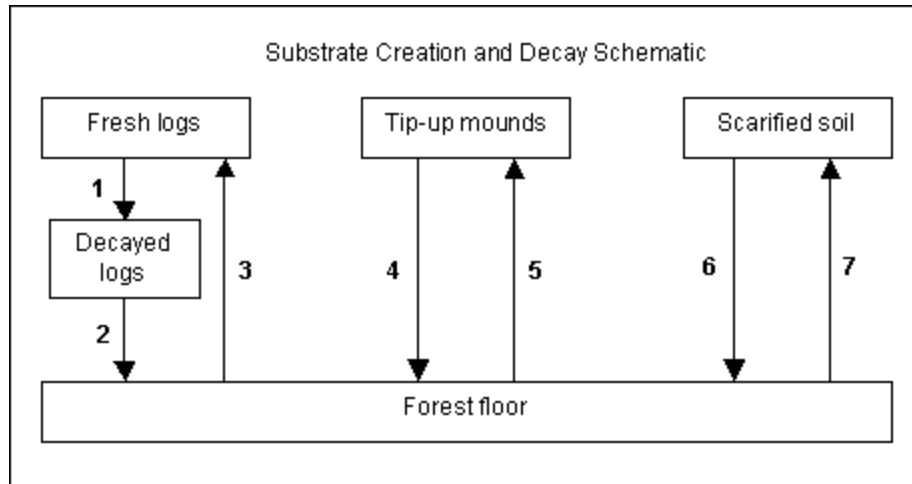 Substrate Creation and Decay Schematic
Fresh logs
Tip-up mounds
Scarified soil
1
Decayed
logs
2
3
4
5
6
7
Forest floor